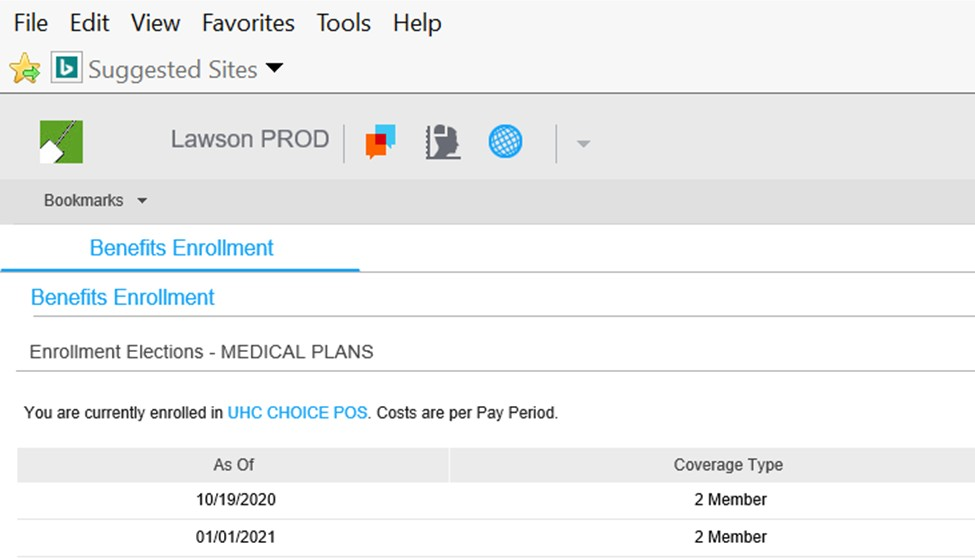 File Edit View Favorites Tools Help
Suggested Sites
Lawson PROD
Bookmarks
Benefits Enrollment
Benefits Enrollment
Enrollment Elections - MEDICAL PLANS
You are currently enrolled in UHC CHOICE POS. Costs are per Pay Period.
As Of Coverage Type
10/19/2020 2 Member
01/01/2021 2 Member